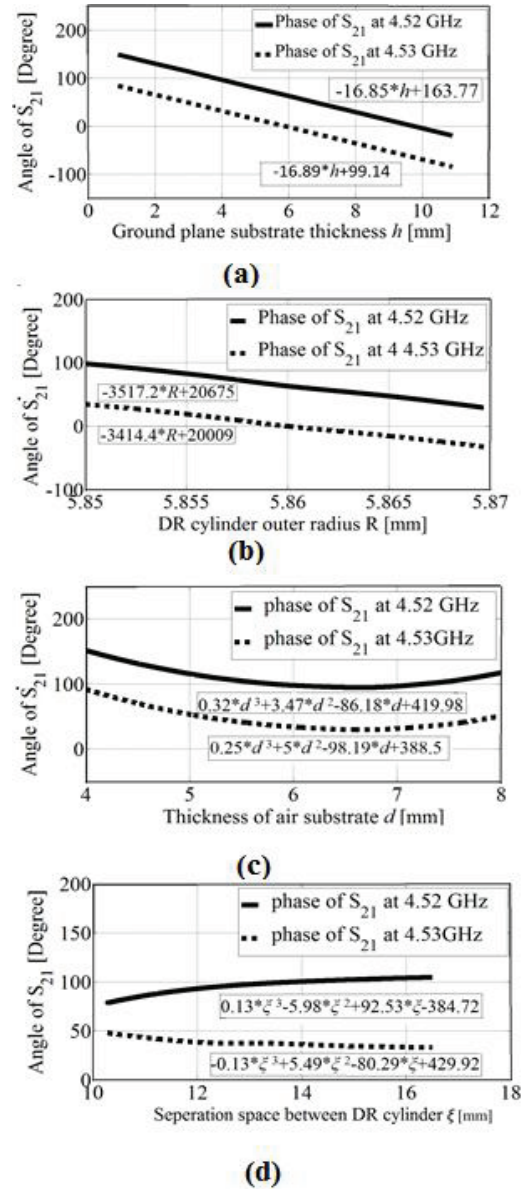 200
100
0
-100
0 2 4 6 8 10 12
Angle of Ṡ21 [Degree]
Phase of S21 at 4.52 GHz
Phase of S21 at 4.53 GHz
-16.85*h+163.77
-16.89*h+99.14
Ground plane substrate thickness h [mm]
(a)
200
100
0
-100
5.85 5.855 5.86 5.865 5.87
Angle of Ṡ21 [Degree]
Phase of S21 at 4.52 GHz
Phase of S21 at 4 4.53 GHz
-3517.2*R+20675
-3414.4*R+20009
DR cylinder outer radius R [mm]
(b)
200
100
0
4 5 6 7 8
Angle of Ṡ21 [Degree]
phase of S21 at 4.52 GHz
phase of S21 at 4.53GHz
0.32*d³+3.47*d²-86.18*d+419.98
0.25*d³+5*d²-98.19*d+388.5
Thickness of air substrate d [mm]
(c)
200
150
100
50
0
10 12 14 16 18
Angle of Ṡ21 [Degree]
phase of S21 at 4.52 GHz
phase of S21 at 4.53GHz
0.13*ξ³-5.98*ξ²+92.53*ξ-384.72
-0.13*ξ³+5.49*ξ²-80.29*ξ+429.92
Seperation space between DR cylinder ξ [mm]
(d)